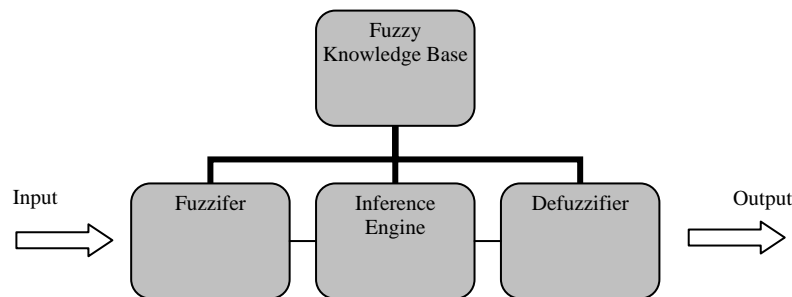 Fuzzy
Knowledge Base
Input
Fuzzifer
Inference
Engine
Defuzzifier
Output